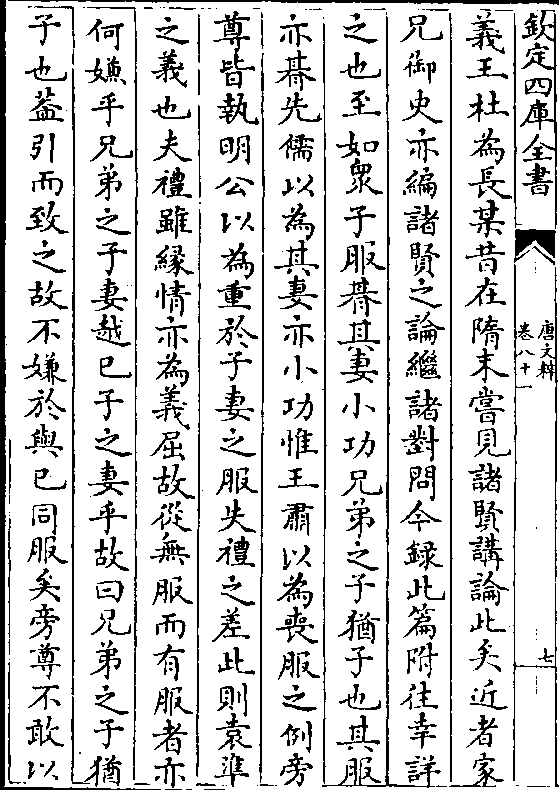 欽定四庫全書
唐文粹
卷八十
七
義王杜為長某昔在隋末嘗見諸賢講論此矣近者家
兄御史亦編諸賢之論繼諸對問今録此篇附往幸詳
之也至如衆子服朞其妻小功兄弟之子猶子也其服
亦朞先儒以為其妻亦小功惟王肅以為喪服之例旁
尊皆執明公以為重於子妻之服失禮之差此則袁準
之義也夫禮雖縁情亦為義屈故從無服而有服者亦
何嫌乎兄弟之子妻越已子之妻乎故曰兄弟之子猶
子也葢引而致之故不嫌於與已同服矣旁尊不敢以